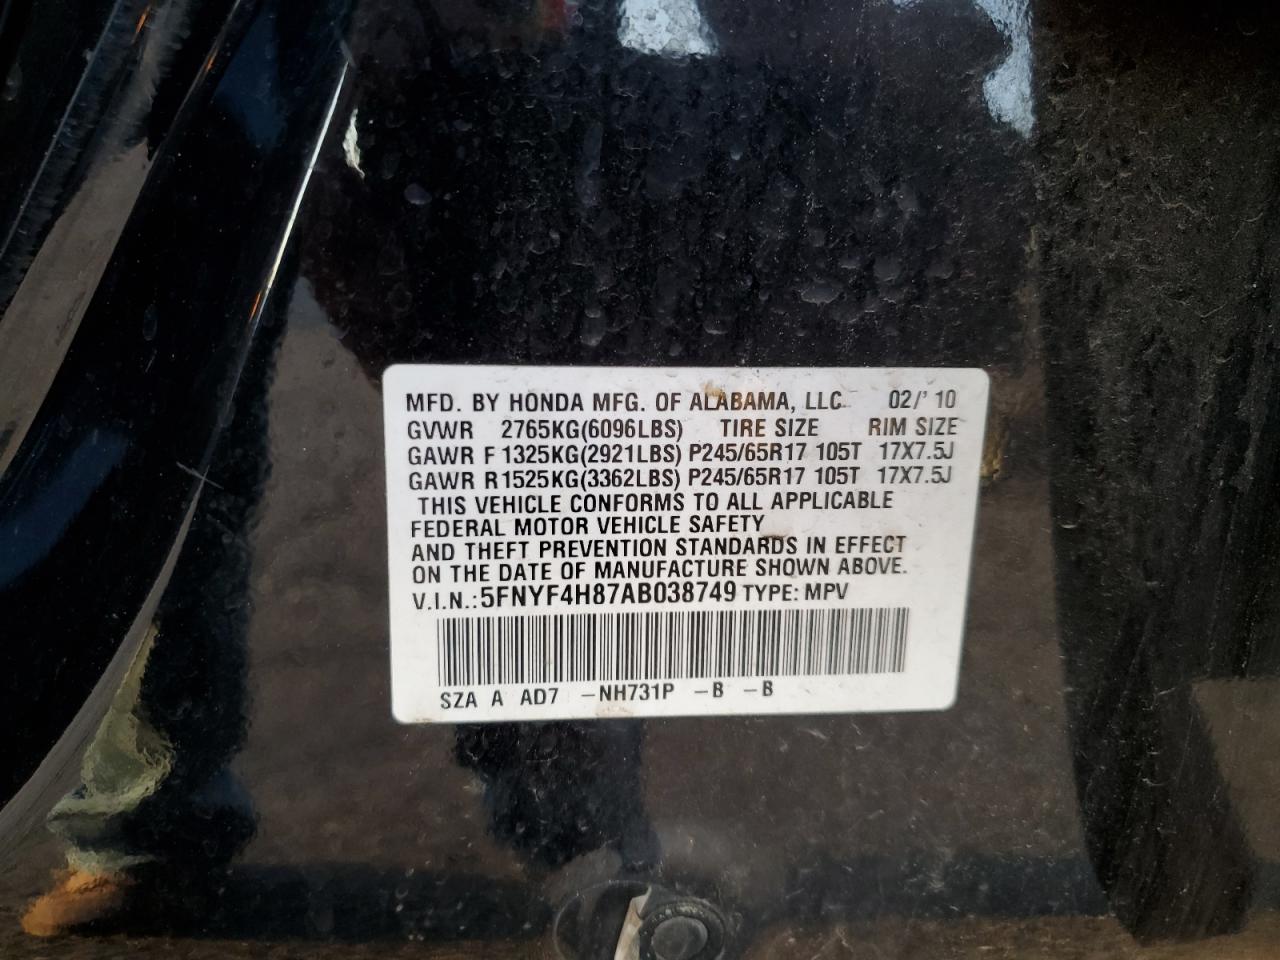 MFD. BY HONDA MFG. OF ALABAMA, LLC. 02/'10
GVWR 2765KG(6096LBS) TIRE SIZE RIM SIZE
GAWR F 1325KG(2921LBS) P245/65R17 105T 17X7.5J
GAWR R 1525KG(3362LBS) P245/65R17 105T 17X7.5J
THIS VEHICLE CONFORMS TO ALL APPLICABLE
FEDERAL MOTOR VEHICLE SAFETY
AND THEFT PREVENTION STANDARDS IN EFFECT
ON THE DATE OF MANUFACTURE SHOWN ABOVE.
V.I.N.: 5FNYF4H87AB038749 TYPE: MPV
SZA A AD7 -NH731P -B -B